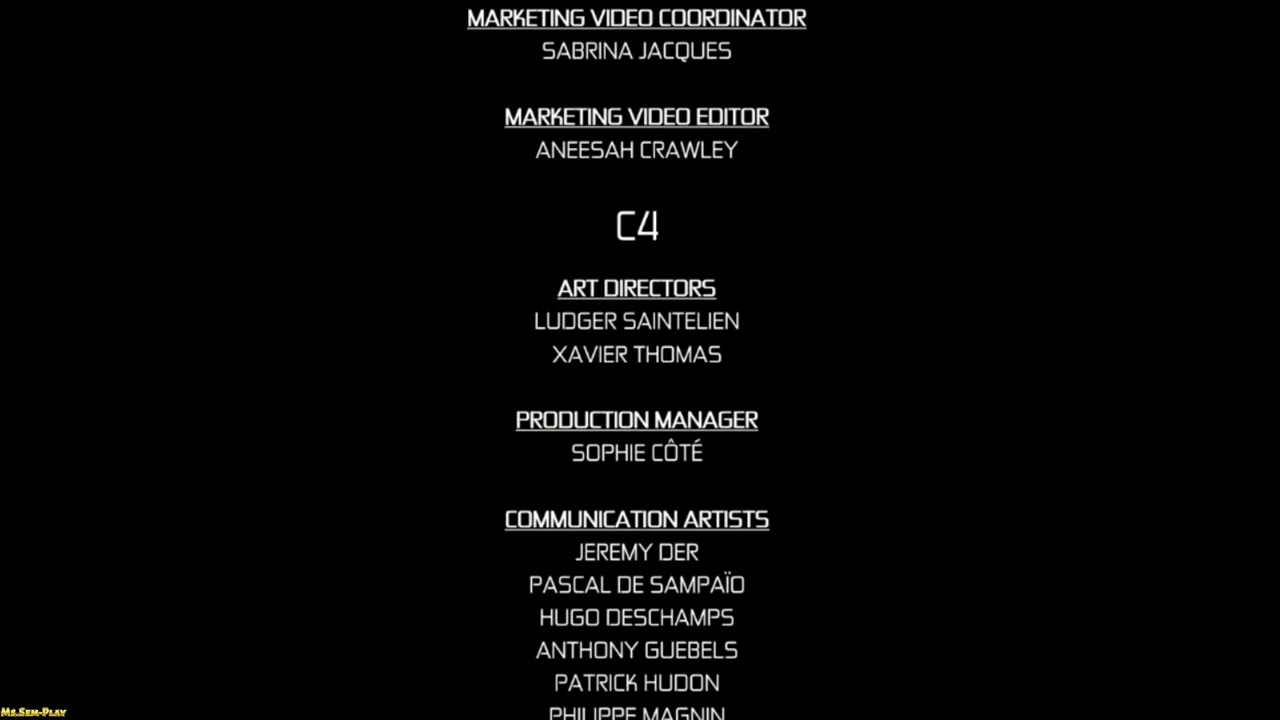 MARKETING VIDEO COORDINATOR
SABRINA JACQUES
MARKETING VIDEO EDITOR
ANEESAH CRAWLEY
C4
ART DIRECTORS
LUDGER SAINTELIEN
XAVIER THOMAS
PRODUCTION MANAGER
SOPHIE CÔTÉ
COMMUNICATION ARTISTS
JEREMY DER
PASCAL DE SAMPAÏO
HUGO DESCHAMPS
ANTHONY GUEBELS
PATRICK HUDON
PHILIPPE MAGNIN
Ms.Sem-Play